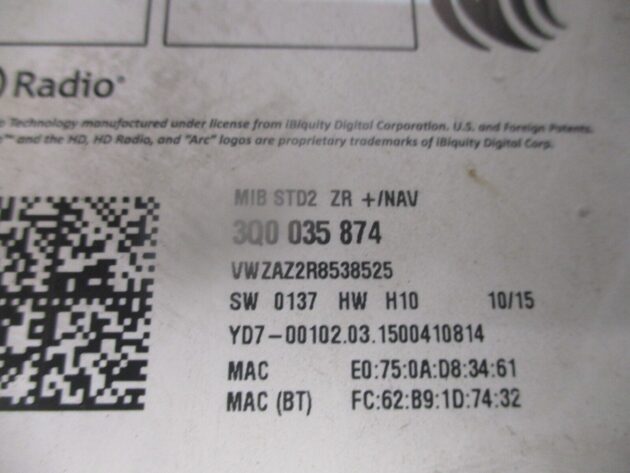 Radio®
Technology manufactured under license from iBiquity Digital Corporation. U.S. and Foreign Patents.
™ and the HD, HD Radio, and "Arc" logos are proprietary trademarks of iBiquity Digital Corp.
MIB STD2 ZR +/NAV
3Q0 035 874
VWZAZ2R8538525
SW 0137 HW H10 10/15
YD7-00102.03.1500410814
MAC E0:75:0A:D8:34:61
MAC (BT) FC:62:B9:1D:74:32